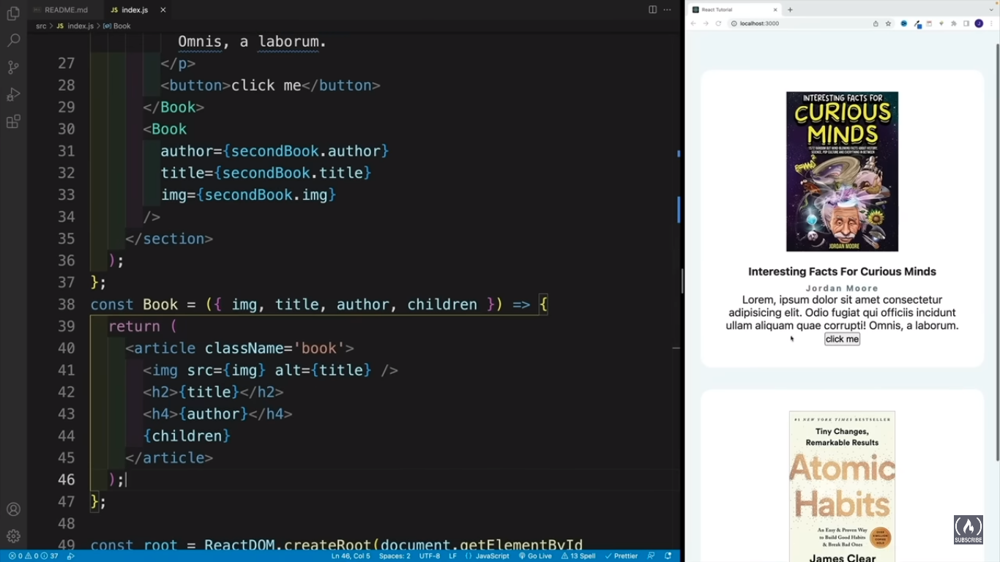 README.md
JS index.js ×
src > JS index.js > Book
Omnis, a laborum.
27 </p>
28 <button>click me</button>
29 </Book>
30 <Book
31 author={secondBook.author}
32 title={secondBook.title}
33 img={secondBook.img}
34 />
35 </section>
36 );
37 };
38 const Book = ({ img, title, author, children }) => {
39 return (
40 <article className='book'>
41 <img src={img} alt={title} />
42 <h2>{title}</h2>
43 <h4>{author}</h4>
44 {children}
45 </article>
46 );
47 };
48
49 const root = ReactDOM.createRoot(document.getElementById
0 0 37 Ln 46, Col 5 Spaces: 2 UTF-8 LF {} JavaScript Go Live 13 Spell Prettier
React Tutorial
localhost:3000
J
INTERESTING FACTS FOR
CURIOUS
MINDS
JORDAN MOORE
Interesting Facts For Curious Minds
Jordan Moore
Lorem, ipsum dolor sit amet consectetur
adipisicing elit. Odio fugiat qui officiis incidunt
ullam aliquam quae corrupti! Omnis, a laborum.
click me
#1 NEW YORK TIMES BESTSELLER
Tiny Changes,
Remarkable Results
Atomic
Habits
An Easy & Proven Way
to Build Good Habits
& Break Bad Ones
James Clear
SUBSCRIBE